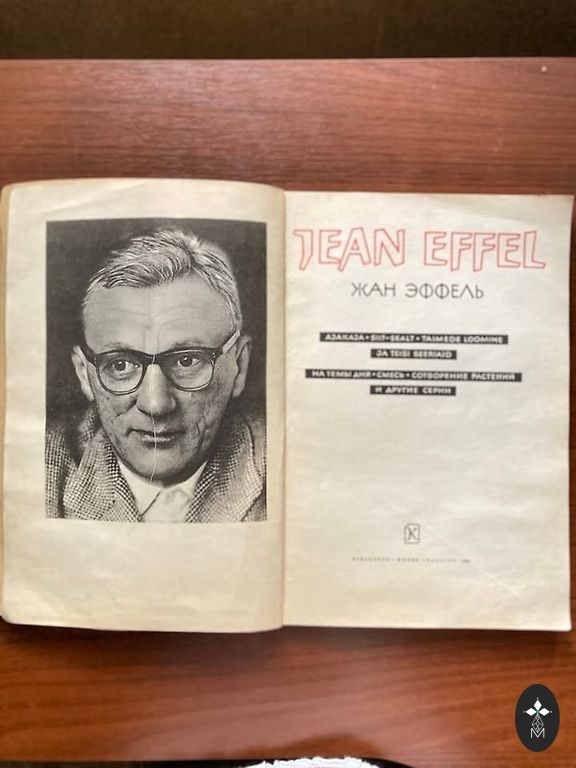 JEAN EFFEL
ЖАН ЭФФЕЛЬ
AJAKAJA • SIIT-SEALT • TAIMEDE LOOMINE
JA TEISI SEERIAID
НА ТЕМЫ ДНЯ • СМЕСЬ • СОТВОРЕНИЕ РАСТЕНИЙ
И ДРУГИЕ СЕРИИ
K
M